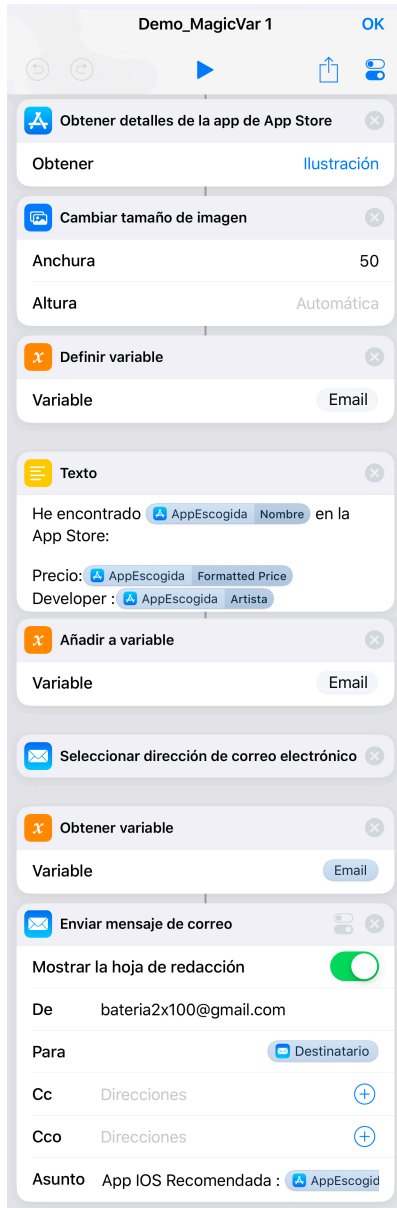 Demo_MagicVar 1 OK
Obtener detalles de la app de App Store
Obtener Ilustración
Cambiar tamaño de imagen
Anchura 50
Altura Automática
x Definir variable
Variable Email
Texto
He encontrado AppEscogida Nombre en la
App Store:
Precio: AppEscogida Formatted Price
Developer : AppEscogida Artista
x Añadir a variable
Variable Email
Seleccionar dirección de correo electrónico
x Obtener variable
Variable Email
Enviar mensaje de correo
Mostrar la hoja de redacción
De bateria2x100@gmail.com
Para Destinatario
Cc Direcciones
Cco Direcciones
Asunto App IOS Recomendada : AppEscogid